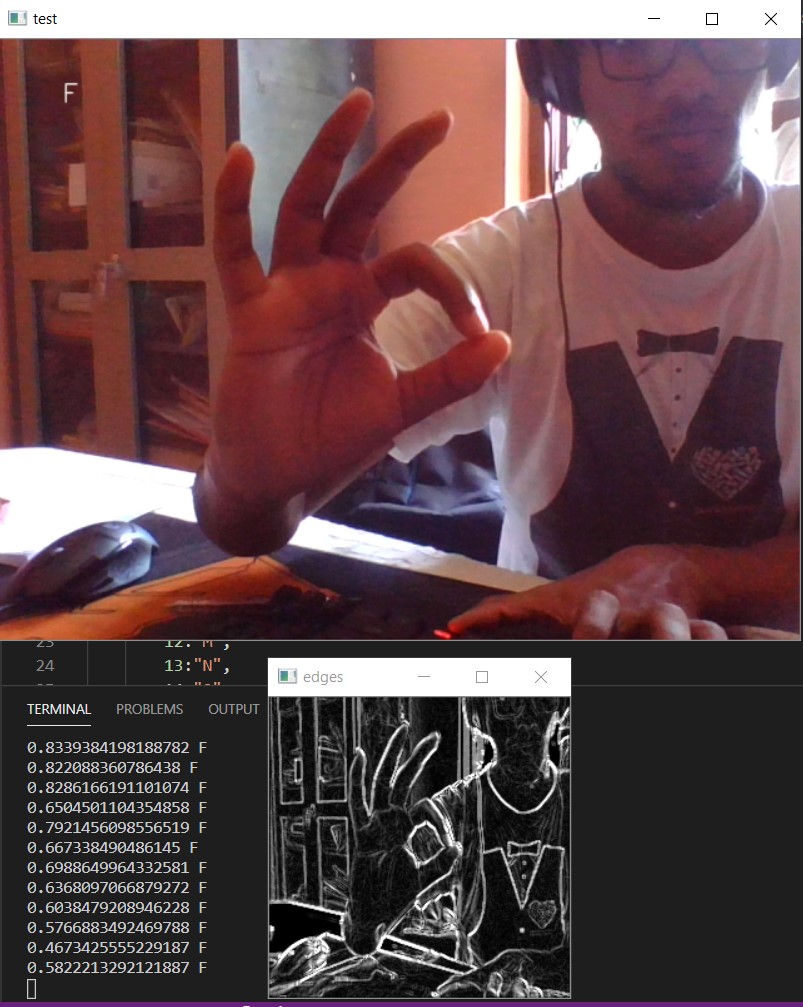 test
F
12:"M",
24 13:"N",
edges
TERMINAL PROBLEMS OUTPUT
0.8339384198188782 F
0.822088360786438 F
0.8286166191101074 F
0.6504501104354858 F
0.7921456098556519 F
0.667338490486145 F
0.6988649964332581 F
0.6368097066879272 F
0.6038479208946228 F
0.5766883492469788 F
0.4673425555229187 F
0.5822213292121887 F